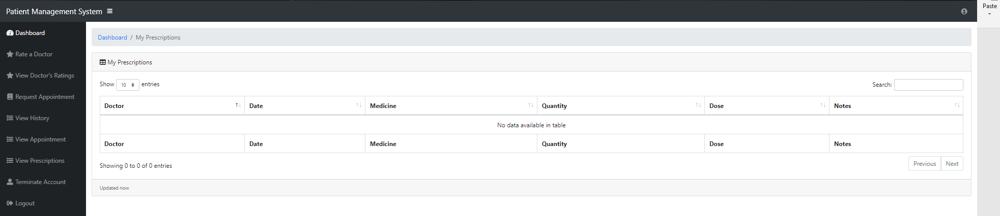 Patient Management System
Paste
Dashboard
Rate a Doctor
View Doctor's Ratings
Request Appointment
View History
View Appointment
View Prescriptions
Terminate Account
Logout
Dashboard / My Prescriptions
My Prescriptions
Show 10 entries Search:
Doctor Date Medicine Quantity Dose Notes
No data available in table
Doctor Date Medicine Quantity Dose Notes
Showing 0 to 0 of 0 entries Previous Next
Updated now